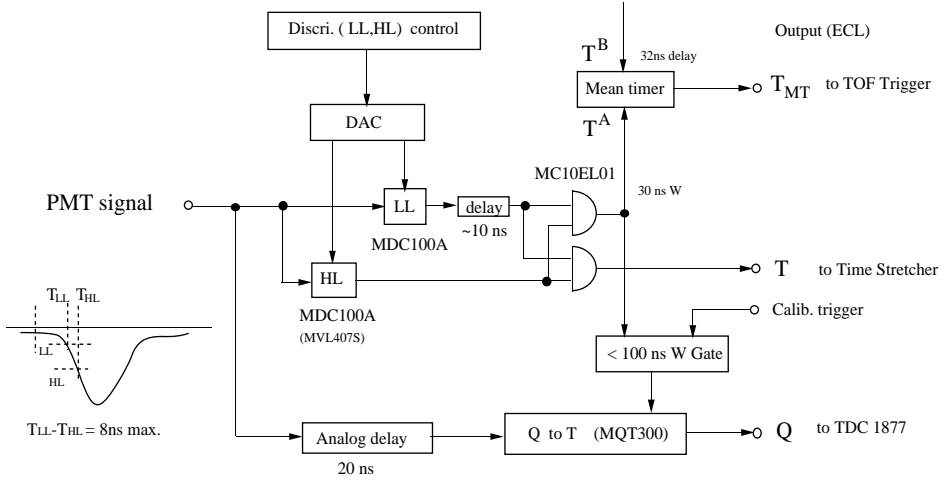 Discri. ( LL,HL) control
Output (ECL)
T^B
32ns delay
Mean timer
T_MT to TOF Trigger
DAC
T^A
MC10EL01
30 ns W
PMT signal
LL
delay
MDC100A
~10 ns
HL
T to Time Stretcher
T_LL T_HL
MDC100A
(MVL407S)
Calib. trigger
LL
HL
< 100 ns W Gate
T_LL-T_HL = 8ns max.
Analog delay
Q to T (MQT300)
Q to TDC 1877
20 ns